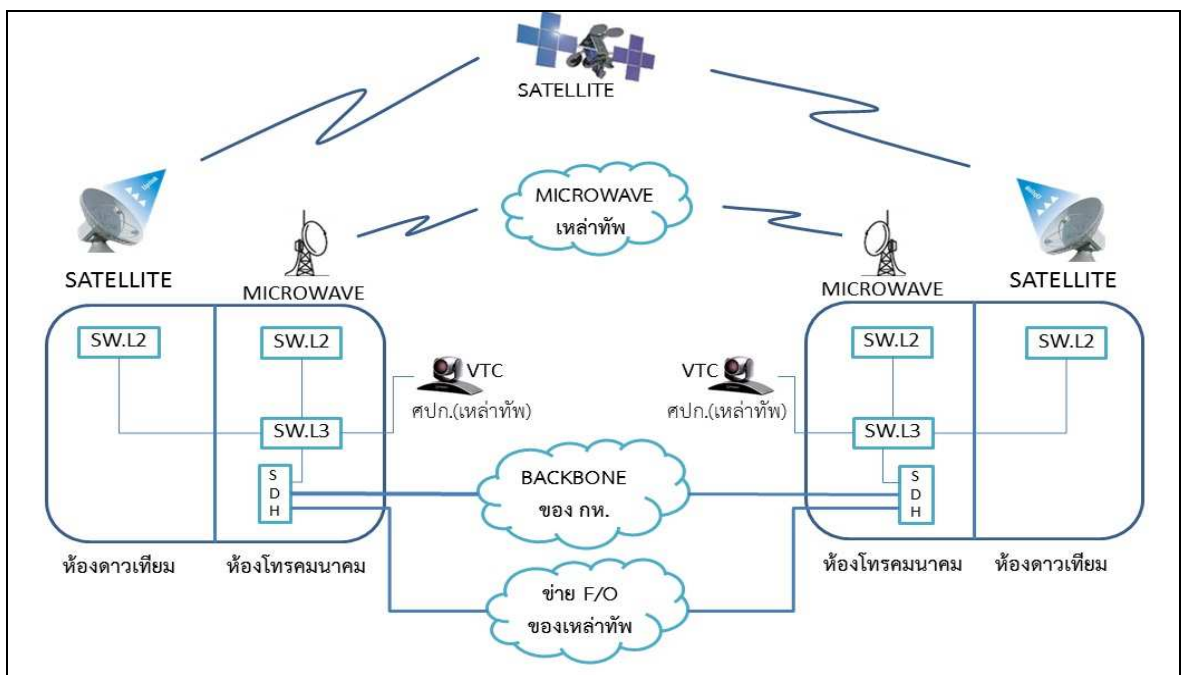 SATELLITE
MICROWAVE
เหล่าทัพ
SATELLITE
MICROWAVE
MICROWAVE
SATELLITE
SW.L2
SW.L2
VTC
ศปก.(เหล่าทัพ)
SW.L3
S
D
H
VTC
ศปก.(เหล่าทัพ)
SW.L2
SW.L2
SW.L3
S
D
H
BACKBONE
ของ กห.
ห้องดาวเทียม
ห้องโทรคมนาคม
ห้องโทรคมนาคม
ห้องดาวเทียม
ข่าย F/O
ของเหล่าทัพ